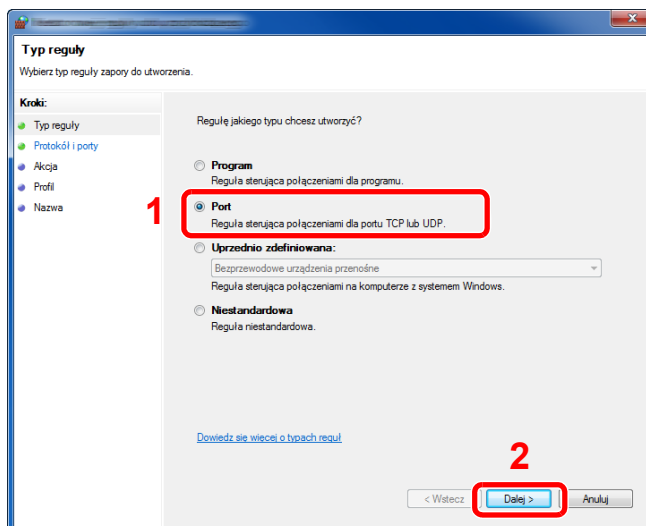 Typ reguły
Wybierz typ reguły zapory do utworzenia.
Kroki:
Typ reguły
Protokół i porty
Akcja
Profil
Nazwa
Regułę jakiego typu chcesz utworzyć?
Program
Reguła sterująca połączeniami dla programu.
1
Port
Reguła sterująca połączeniami dla portu TCP lub UDP.
Uprzednio zdefiniowana:
Bezprzewodowe urządzenia przenośne
Reguła sterująca połączeniami na komputerze z systemem Windows.
Niestandardowa
Reguła niestandardowa.
Dowiedz się więcej o typach reguł
2
< Wstecz
Dalej >
Anuluj